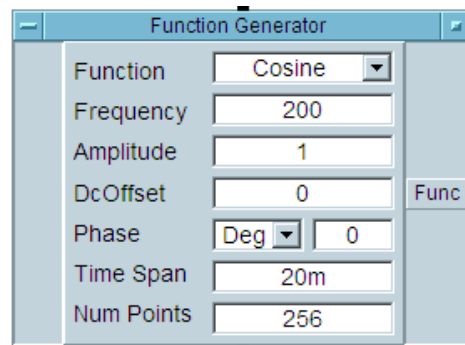 Function Generator
Function Cosine
Frequency 200
Amplitude 1
DcOffset 0 Func
Phase Deg 0
Time Span 20m
Num Points 256